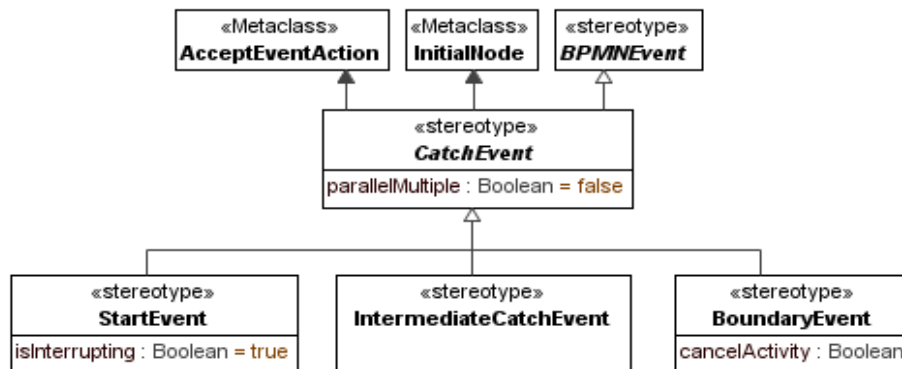 «Metaclass»
AcceptEventAction
«Metaclass»
InitialNode
«stereotype»
BPMNEvent
«stereotype»
CatchEvent
parallelMultiple : Boolean = false
«stereotype»
StartEvent
isInterrupting : Boolean = true
«stereotype»
IntermediateCatchEvent
«stereotype»
BoundaryEvent
cancelActivity : Boolean